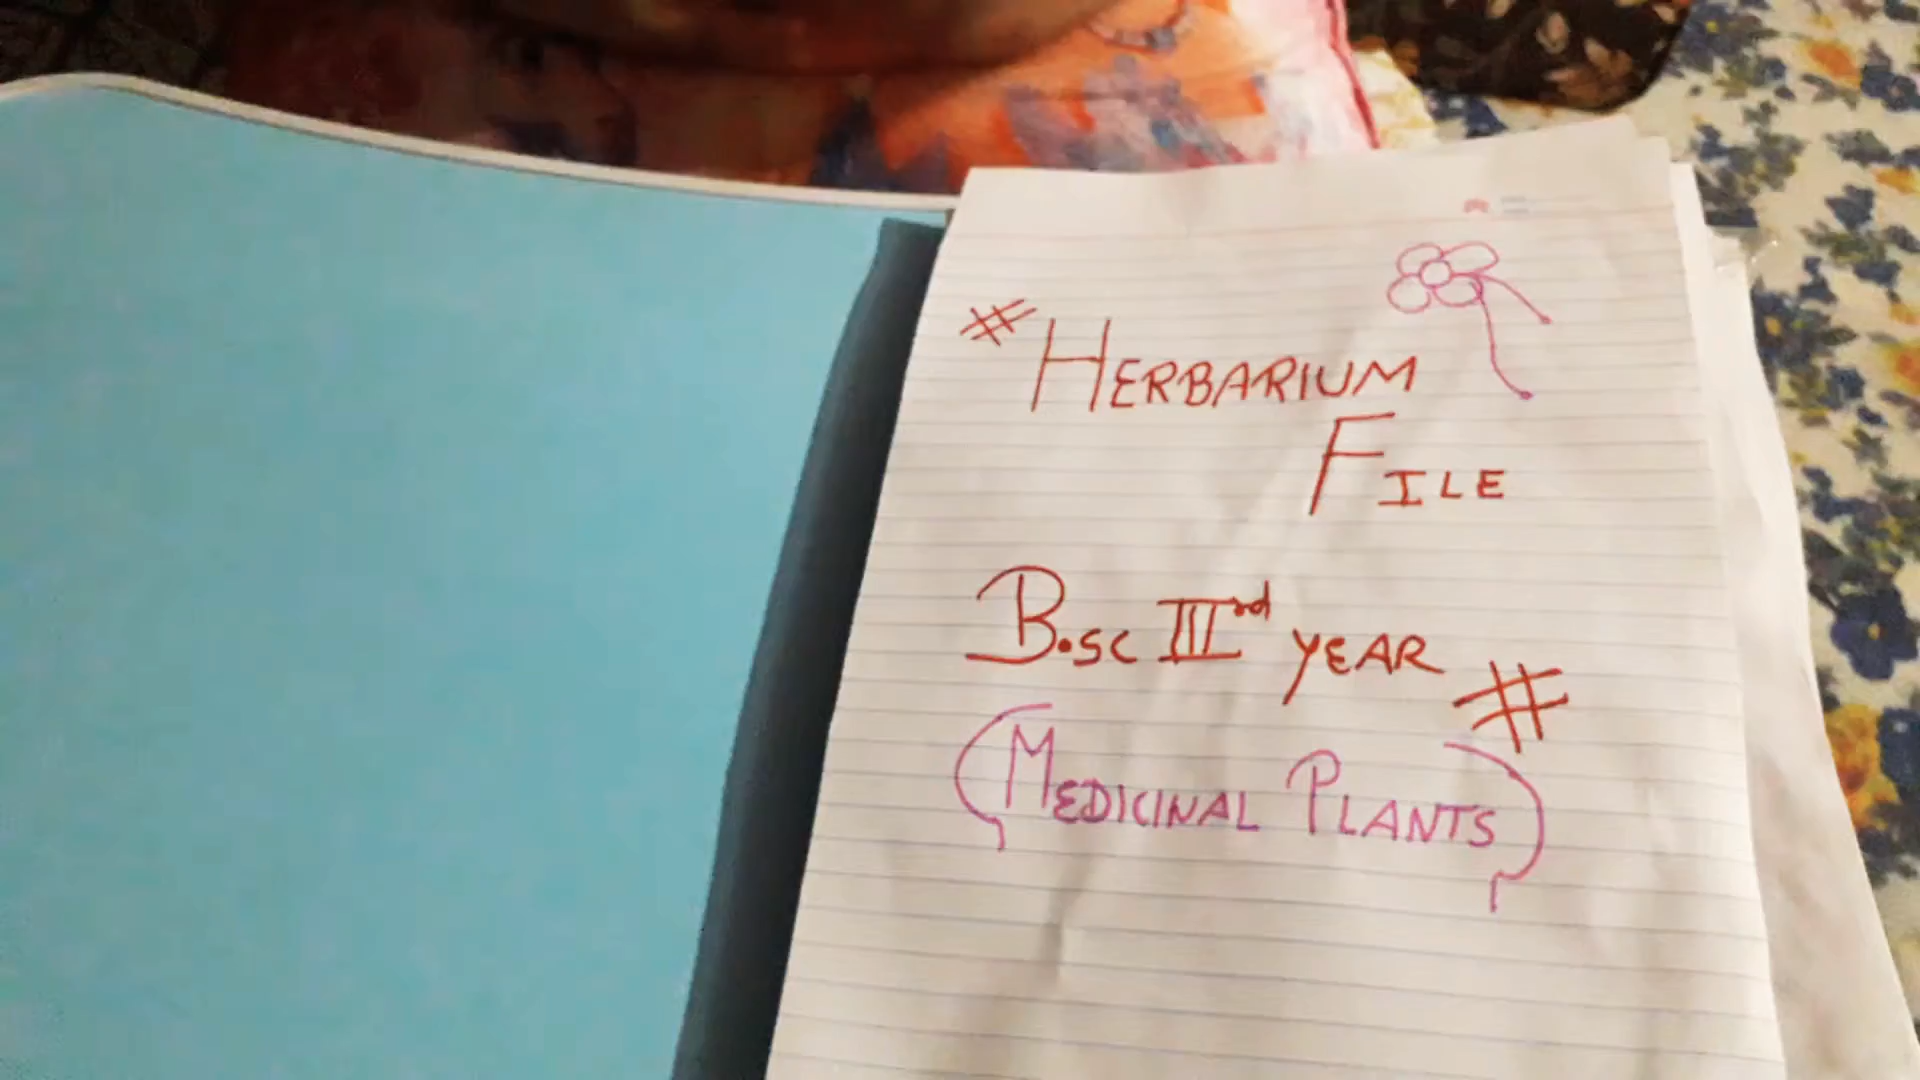 # HERBARIUM
FILE
B.SC IIIrd YEAR #
(MEDICINAL PLANTS)